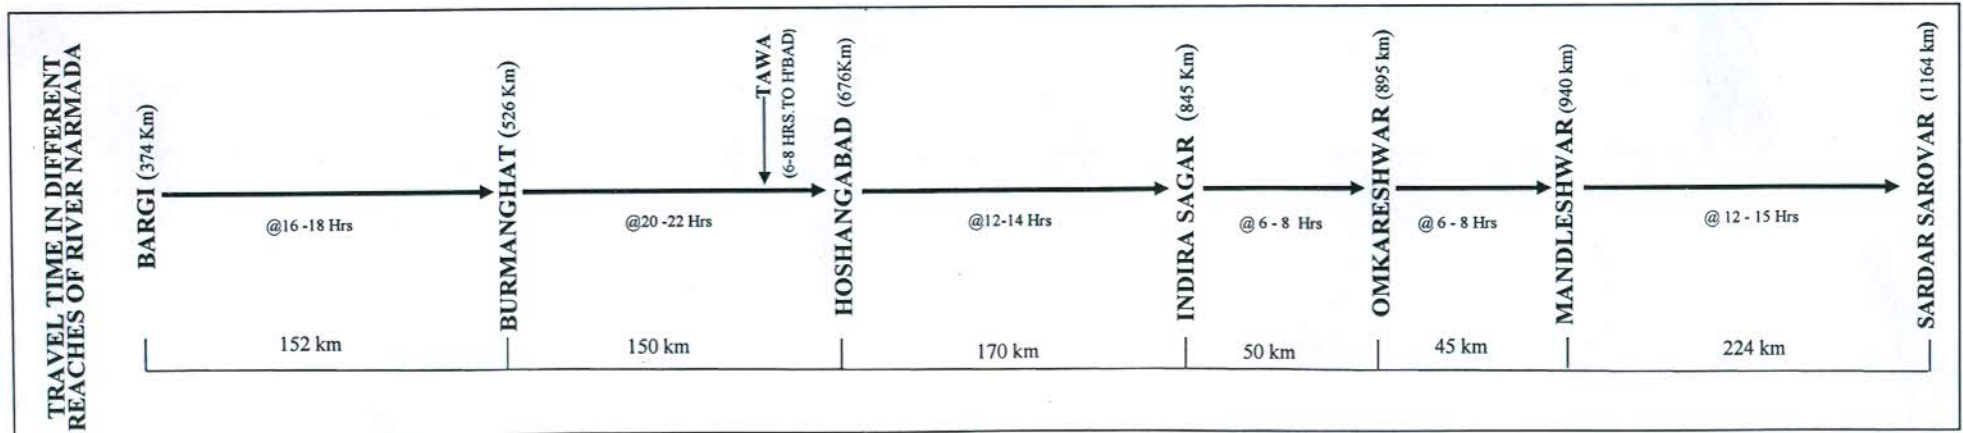 TRAVEL TIME IN DIFFERENT
REACHES OF RIVER NARMADA
BARGI (374 Km)
@16 -18 Hrs
BURMANGHAT (526 Km)
@20 -22 Hrs
TAWA
(6-8 HRS.TO H'BAD)
HOSHANGABAD (676Km)
@12-14 Hrs
INDIRA SAGAR (845 Km)
@ 6 - 8 Hrs
OMKARESHWAR (895 km)
@ 6 - 8 Hrs
MANDLESHWAR (940 km)
@ 12 - 15 Hrs
SARDAR SAROVAR (1164 km)
152 km
150 km
170 km
50 km
45 km
224 km